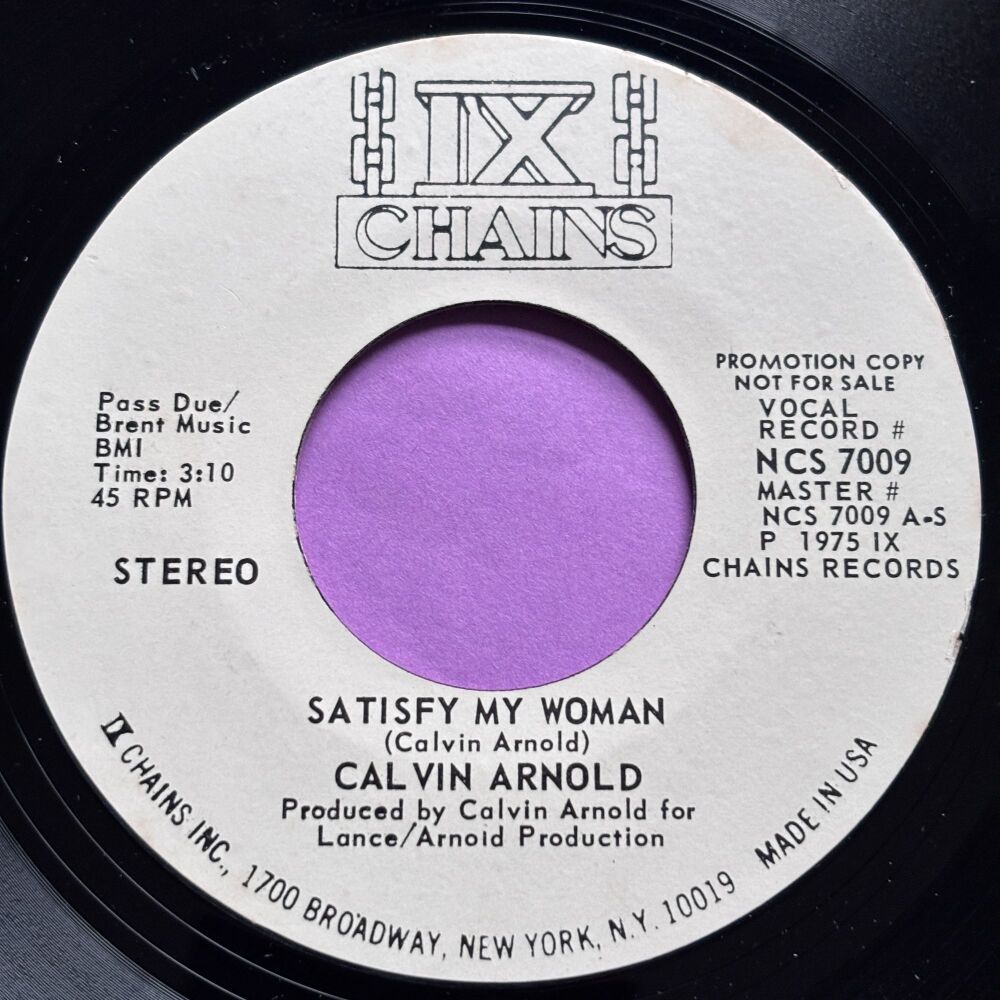 IX
CHAINS
Pass Due/
Brent Music
BMI
Time: 3:10
45 RPM
STEREO
PROMOTION COPY
NOT FOR SALE
VOCAL
RECORD #
NCS 7009
MASTER #
NCS 7009 A-S
P 1975 IX
CHAINS RECORDS
SATISFY MY WOMAN
(Calvin Arnold)
CALVIN ARNOLD
Produced by Calvin Arnold for
Lance/Arnold Production
IX CHAINS INC., 1700 BROADWAY, NEW YORK, N.Y. 10019 MADE IN USA